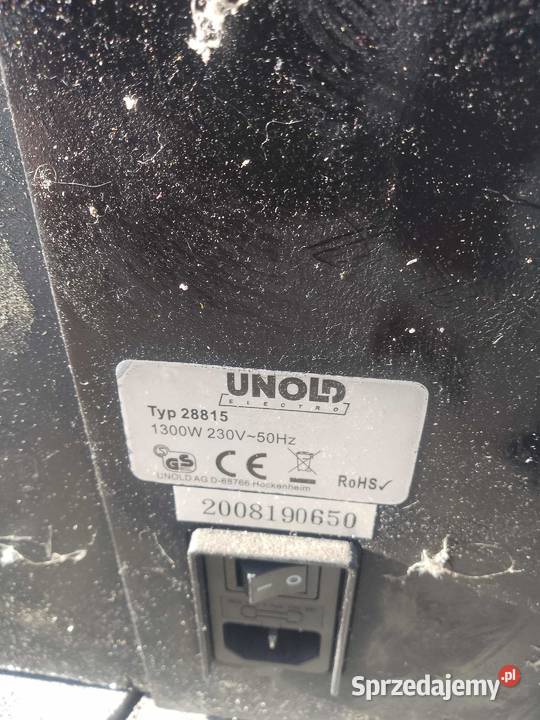 UNOLD
ELECTRO
Typ 28815
1300W 230V~50Hz
GS CE RoHS✓
UNOLD AG D-68766 Hockenheim
2008190650
– O
Sprzedajemy.pl